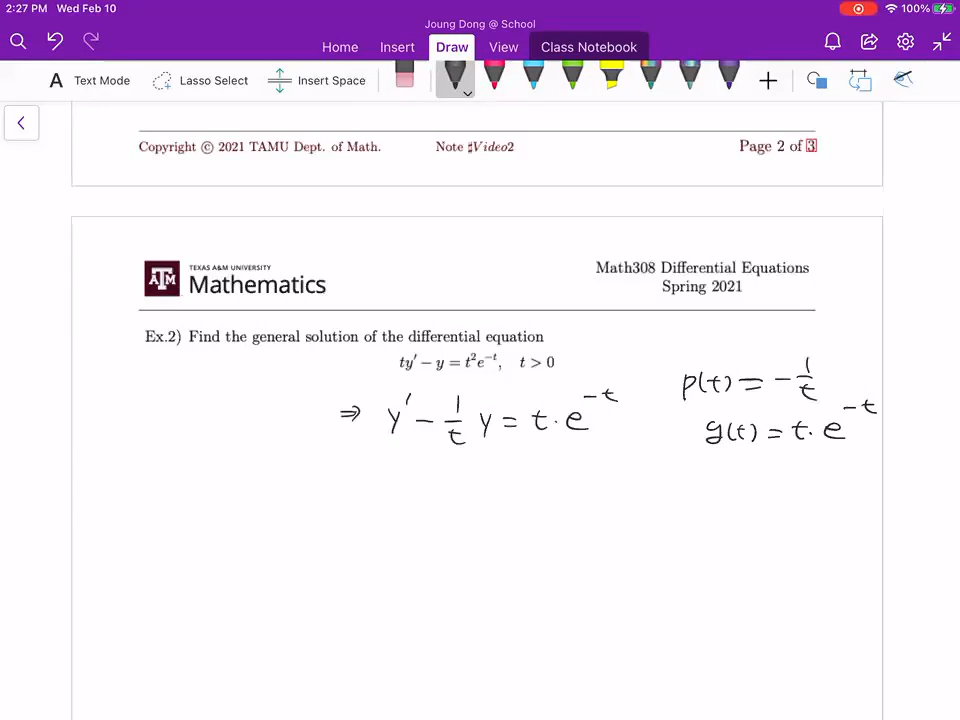 2:27 PM Wed Feb 10
100%
Joung Dong @ School
Home Insert Draw View Class Notebook
A Text Mode Lasso Select Insert Space
Copyright © 2021 TAMU Dept. of Math. Note ♯Video2 Page 2 of 3
TEXAS A&M UNIVERSITY
Mathematics
Math308 Differential Equations
Spring 2021
Ex.2) Find the general solution of the differential equation
ty′ − y = t²e⁻ᵗ, t > 0
⇒ y′ − 1/t y = t · e^−t
p(t) = − 1/t
g(t) = t · e^−t